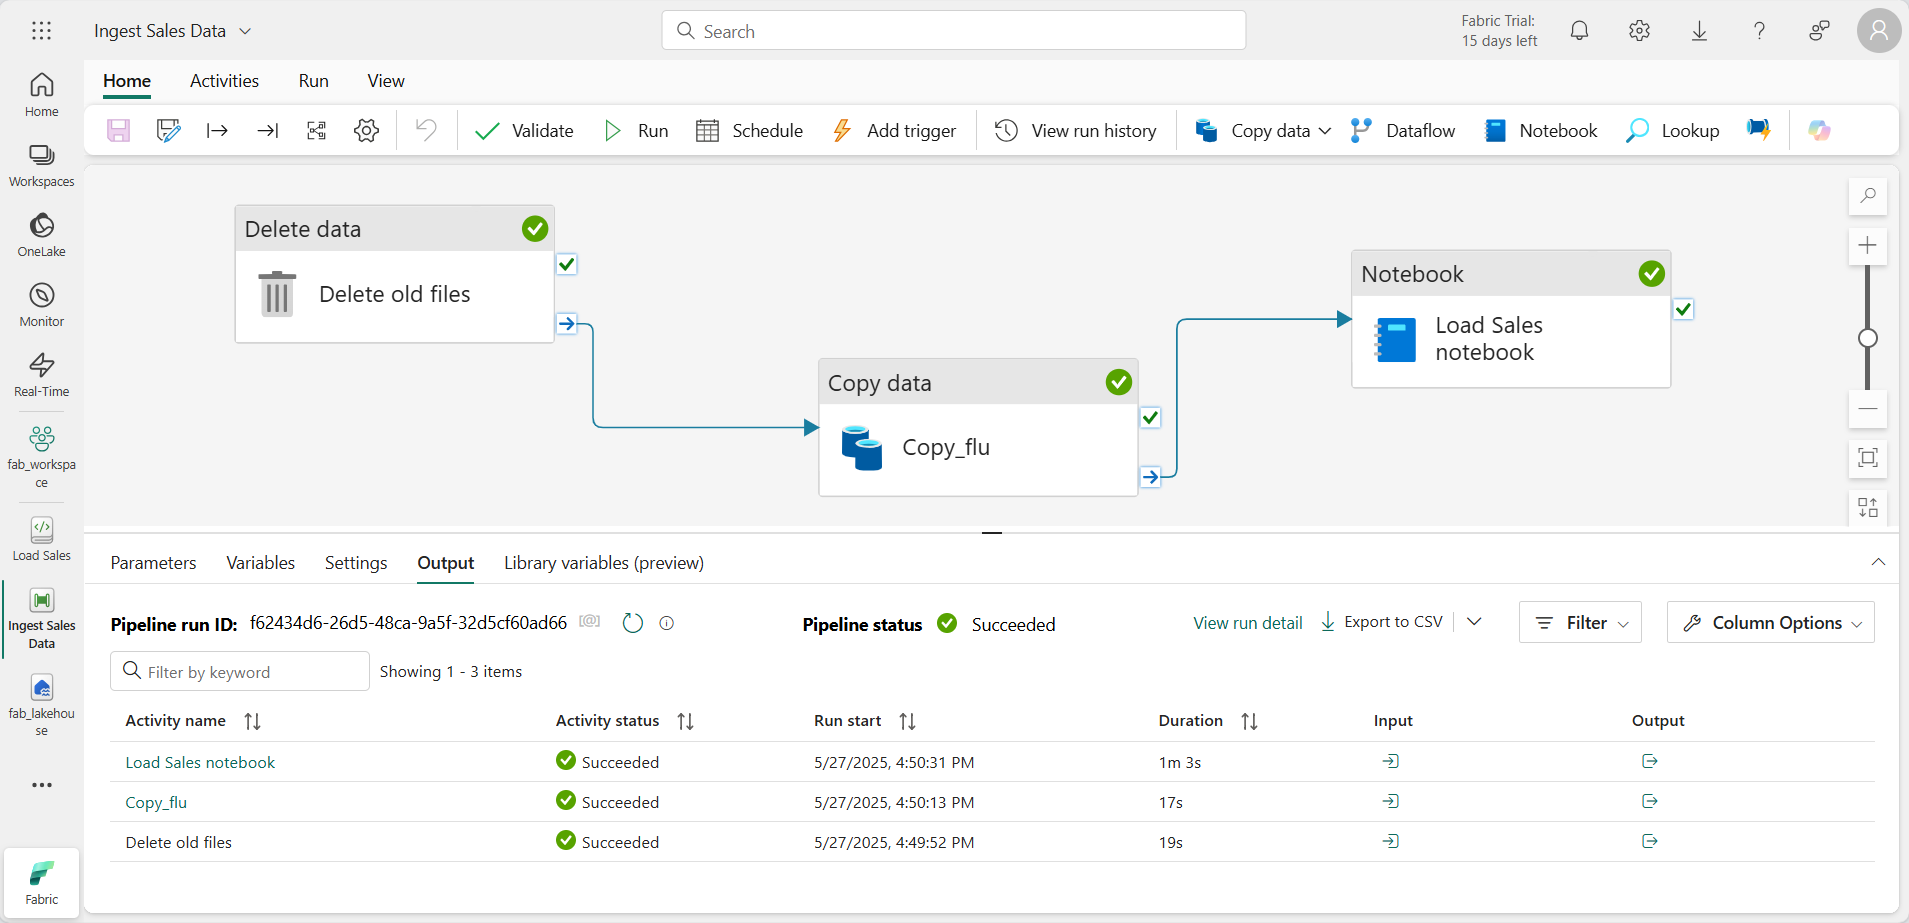 Ingest Sales Data
Search
Fabric Trial:
15 days left
Home
Workspaces
OneLake
Monitor
Real-Time
fab_workspa
ce
Load Sales
Ingest Sales
Data
fab_lakehou
se
Fabric
Home Activities Run View
Validate Run Schedule Add trigger View run history Copy data Dataflow Notebook Lookup
Delete data
Delete old files
Copy data
Copy_flu
Notebook
Load Sales
notebook
Parameters Variables Settings Output Library variables (preview)
Pipeline run ID: f62434d6-26d5-48ca-9a5f-32d5cf60ad66 Pipeline status Succeeded View run detail Export to CSV Filter Column Options
Filter by keyword Showing 1 - 3 items
Activity name Activity status Run start Duration Input Output
Load Sales notebook Succeeded 5/27/2025, 4:50:31 PM 1m 3s
Copy_flu Succeeded 5/27/2025, 4:50:13 PM 17s
Delete old files Succeeded 5/27/2025, 4:49:52 PM 19s